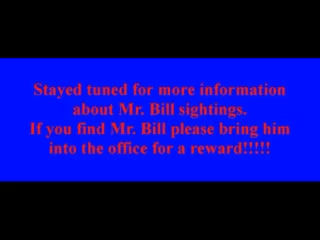 Stayed tuned for more information
about Mr. Bill sightings.
If you find Mr. Bill please bring him
into the office for a reward!!!!!